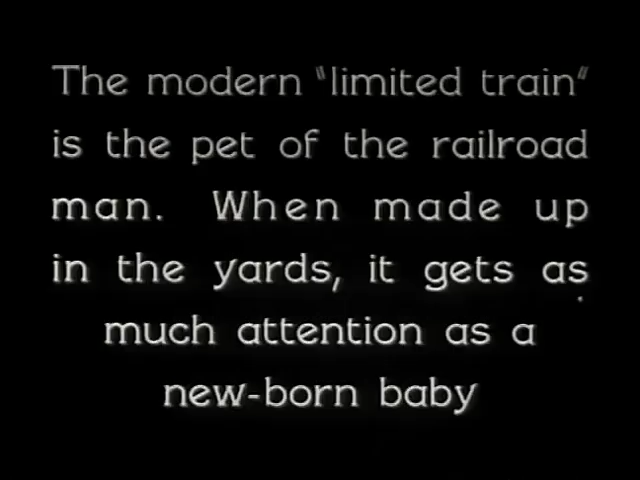 The modern "limited train"
is the pet of the railroad
man. When made up
in the yards, it gets as
much attention as a
new-born baby